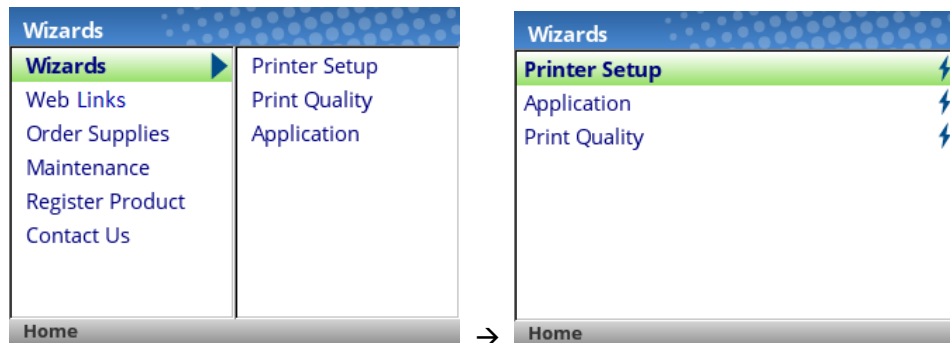 Wizards
Wizards
Web Links
Order Supplies
Maintenance
Register Product
Contact Us
Printer Setup
Print Quality
Application
Home
→
Wizards
Printer Setup
Application
Print Quality
Home